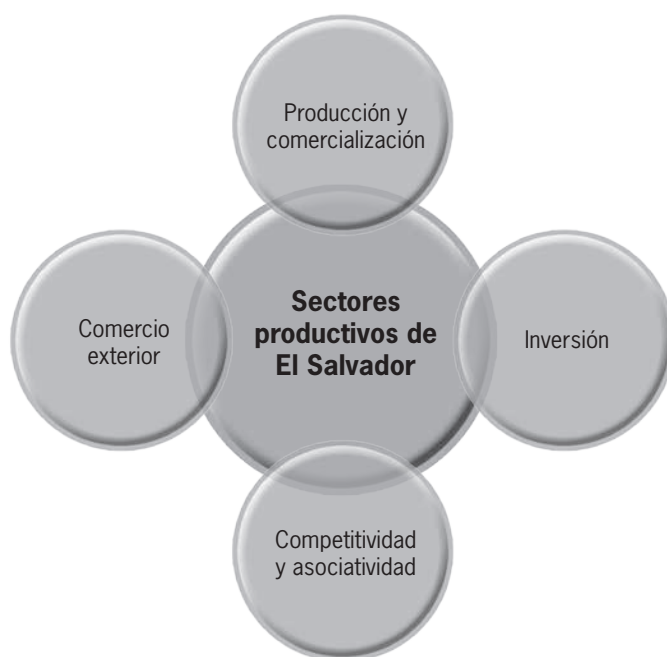 Producción y
comercialización
Comercio
exterior
Sectores
productivos de
El Salvador
Inversión
Competitividad
y asociatividad